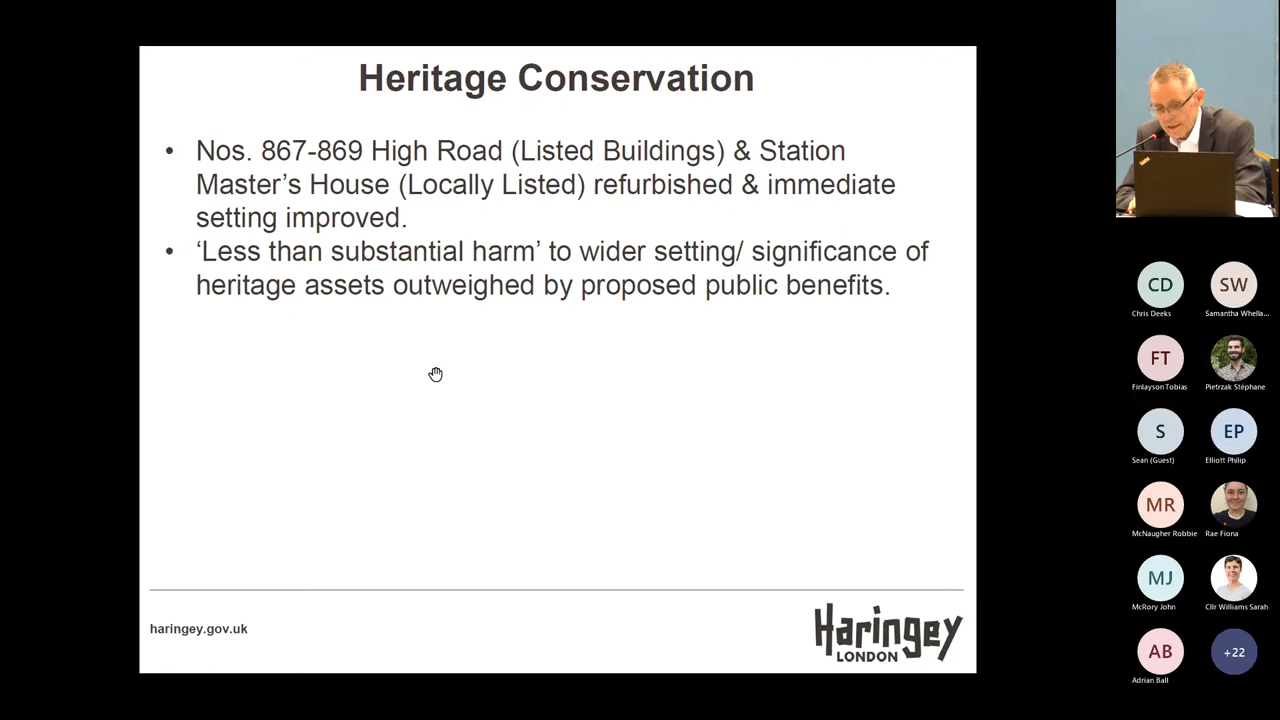 Heritage Conservation
• Nos. 867-869 High Road (Listed Buildings) & Station
Master’s House (Locally Listed) refurbished & immediate
setting improved.
• ‘Less than substantial harm’ to wider setting/ significance of
heritage assets outweighed by proposed public benefits.
haringey.gov.uk
Haringey
LONDON
CD
SW
Chris Deeks
Samantha Whella...
FT
Finlayson Tobias
Pietrzak Stéphane
S
EP
Sean (Guest)
Elliott Philip
MR
McNaugher Robbie
Rae Fiona
MJ
McRory John
Cllr Williams Sarah
AB
+22
Adrian Ball